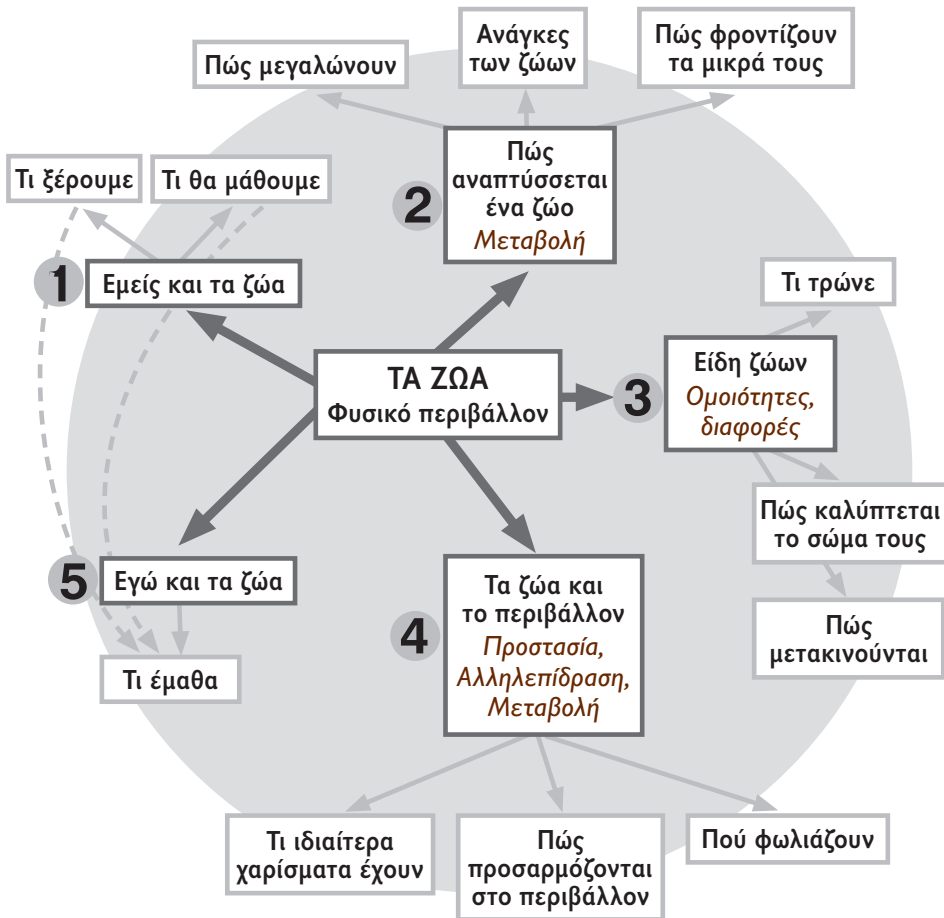 Πώς μεγαλώνουν
Ανάγκες
των ζώων
Πώς φροντίζουν
τα μικρά τους
Τι ξέρουμε
Τι θα μάθουμε
2
Πώς
αναπτύσσεται
ένα ζώο
Μεταβολή
1
Εμείς και τα ζώα
Τι τρώνε
ΤΑ ΖΩΑ
Φυσικό περιβάλλον
3
Είδη ζώων
Ομοιότητες,
διαφορές
Πώς καλύπτεται
το σώμα τους
5
Εγώ και τα ζώα
4
Τα ζώα και
το περιβάλλον
Προστασία,
Αλληλεπίδραση,
Μεταβολή
Πώς
μετακινούνται
Τι έμαθα
Τι ιδιαίτερα
χαρίσματα έχουν
Πώς
προσαρμόζονται
στο περιβάλλον
Πού φωλιάζουν